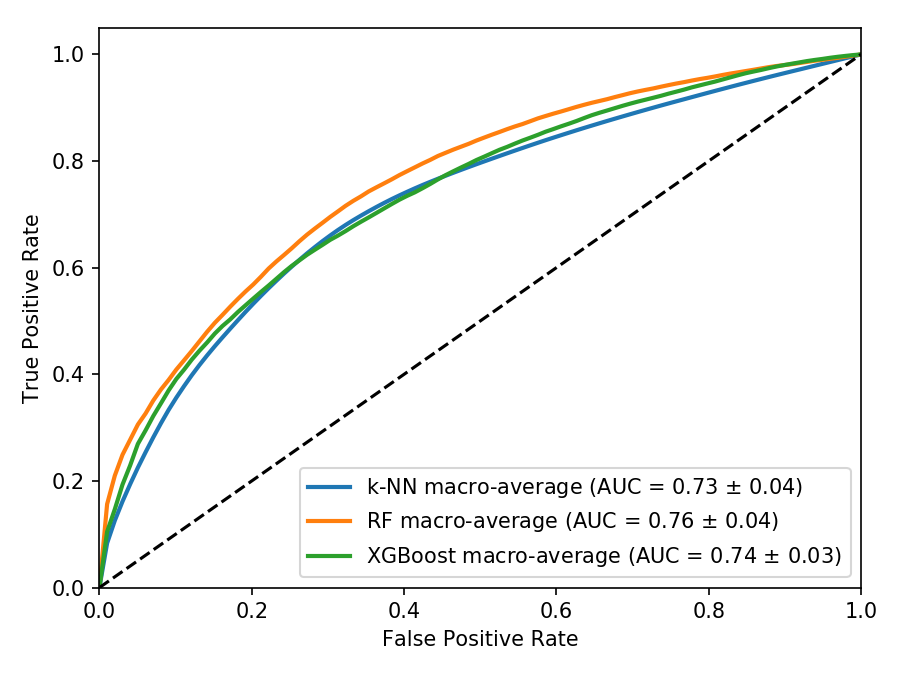 1.0
0.8
0.6
0.4
0.2
0.0
True Positive Rate
k-NN macro-average (AUC = 0.73 ± 0.04)
RF macro-average (AUC = 0.76 ± 0.04)
XGBoost macro-average (AUC = 0.74 ± 0.03)
0.0 0.2 0.4 0.6 0.8 1.0
False Positive Rate